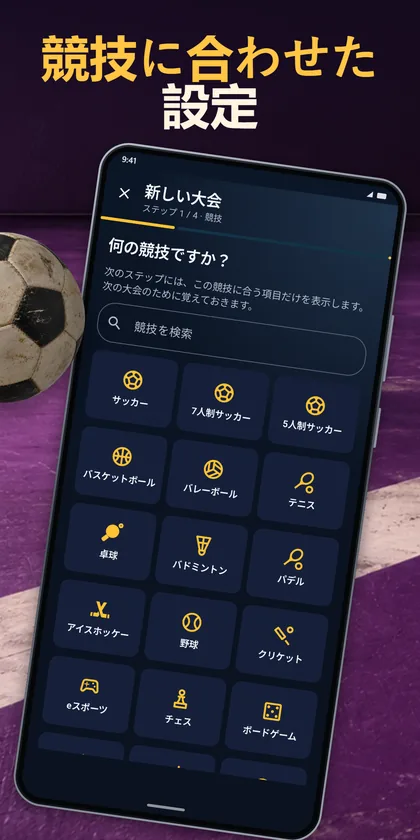 競技に合わせた
設定
9:41
新しい大会
ステップ 1 / 4 · 競技
何の競技ですか？
次のステップには、この競技に合う項目だけを表示します。
次の大会のために覚えておきます。
競技を検索
サッカー
7人制サッカー
5人制サッカー
バスケットボール
バレーボール
テニス
卓球
バドミントン
パデル
アイスホッケー
野球
クリケット
eスポーツ
チェス
ボードゲーム